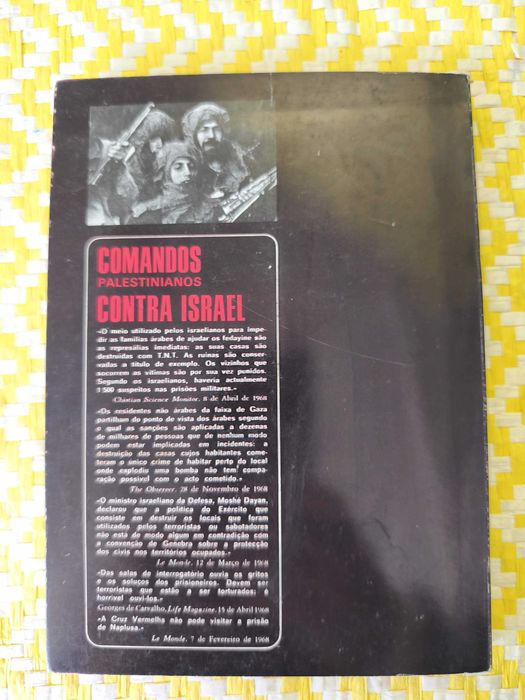 COMANDOS
PALESTINIANOS
CONTRA ISRAEL
«O meio utilizado pelos israelianos para impe-
dir as famílias árabes de ajudar os fedayine são
as represálias imediatas: as suas casas são
destruídas com T.N.T. As ruínas são conser-
vadas a título de exemplo. Os vizinhos que
socorrem as vítimas são por sua vez punidos.
Segundo os israelianos, haveria actualmente
1 500 suspeitos nas prisões militares.»
Christian Science Monitor, 8 de Abril de 1968
«Os residentes não árabes da faixa de Gaza
partilham do ponto de vista dos árabes segundo
o qual as sanções são aplicadas a dezenas
de milhares de pessoas que de nenhum modo
podem estar implicadas em incidentes: a
destruição das casas cujos habitantes come-
teram o único crime de habitar perto do local
onde explodiu uma bomba não tem compa-
ração possível com o acto cometido.»
The Observer, 28 de Novembro de 1968
«O ministro israeliano da Defesa, Moshé Dayan,
declarou que a política do Exército que
consiste em destruir os locais que foram
utilizados pelos terroristas ou sabotadores
não está de modo algum em contradição com
a convenção de Genebra sobre a protecção
dos civis nos territórios ocupados.»
Le Monde, 12 de Março de 1968
«Das salas de interrogatório ouvia os gritos
e os soluços dos prisioneiros. Devem ser
terroristas que estão a ser torturados: é
horrível ouvi-los.»
Georges de Carvalho, Life Magazine, 15 de Abril 1968
«A Cruz Vermelha não pode visitar a prisão
de Naplusa.»
Le Monde, 7 de Fevereiro de 1968